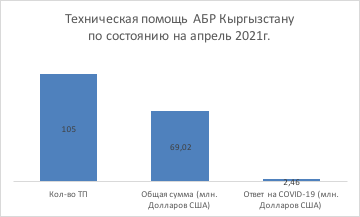 Техническая помощь АБР Кыргызстану
по состоянию на апрель 2021г.
105
69,02
2,46
Кол-во ТП
Общая сумма (млн.
Долларов США)
Ответ на COVID-19 (млн.
Долларов США)